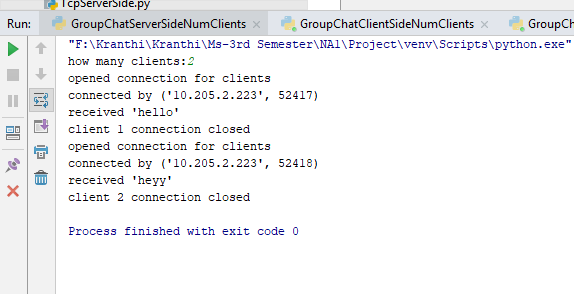 TcpServerSide.py
Run: GroupChatServerSideNumClients GroupChatClientSideNumClients GroupCh
"F:\Kranthi\Kranthi\Ms-3rd Semester\NA1\Project\venv\Scripts\python.exe"
how many clients:2
opened connection for clients
connected by ('10.205.2.223', 52417)
received 'hello'
client 1 connection closed
opened connection for clients
connected by ('10.205.2.223', 52418)
received 'heyy'
client 2 connection closed
Process finished with exit code 0